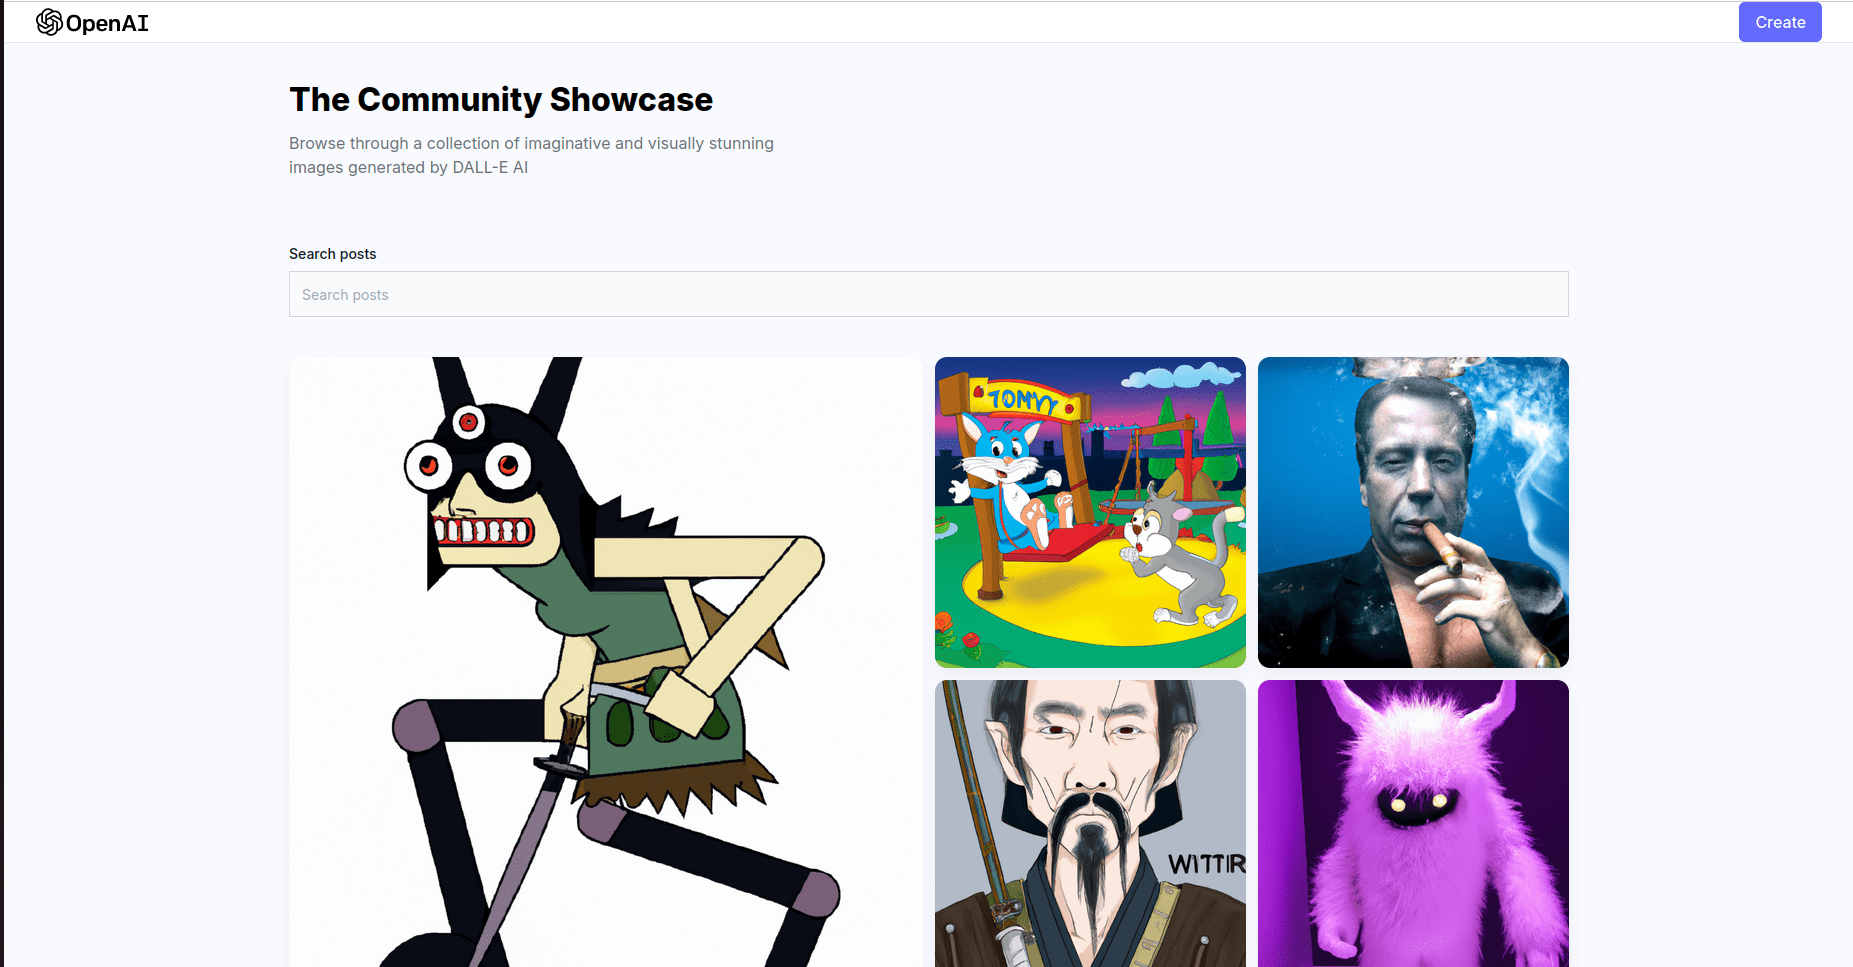 OpenAI
Create
The Community Showcase
Browse through a collection of imaginative and visually stunning
images generated by DALL-E AI
Search posts
Search posts
WITTIR